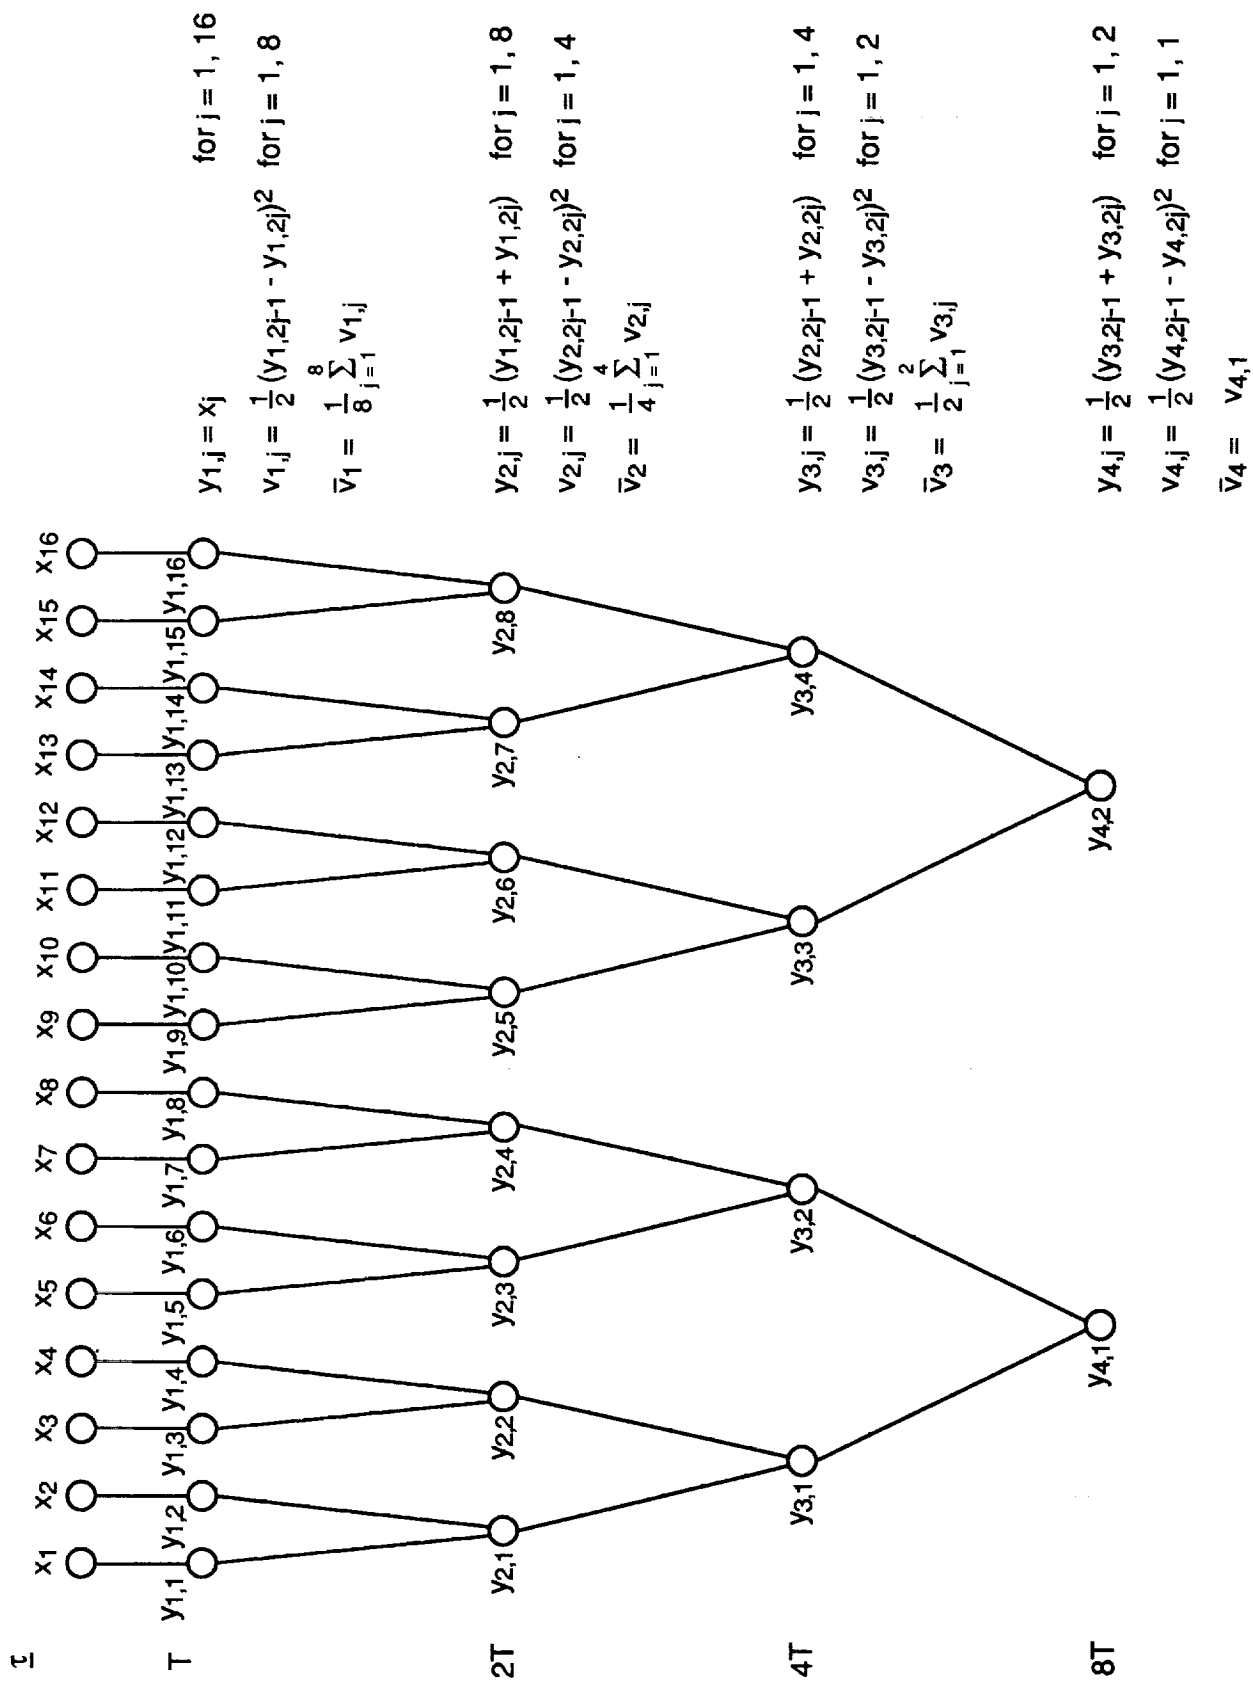 τ
x1 x2 x3 x4 x5 x6 x7 x8 x9 x10 x11 x12 x13 x14 x15 x16
T
y1,1 y1,2 y1,3 y1,4 y1,5 y1,6 y1,7 y1,8 y1,9 y1,10 y1,11 y1,12 y1,13 y1,14 y1,15 y1,16
y1,j = xj for j = 1, 16
v1,j = 1/2 (y1,2j-1 - y1,2j)² for j = 1, 8
v̄1 = 1/8 8 Σ j = 1 v1,j
2T
y2,1 y2,2 y2,3 y2,4 y2,5 y2,6 y2,7 y2,8
y2,j = 1/2 (y1,2j-1 + y1,2j) for j = 1, 8
v2,j = 1/2 (y2,2j-1 - y2,2j)² for j = 1, 4
v̄2 = 1/4 4 Σ j = 1 v2,j
4T
y3,1 y3,2 y3,3 y3,4
y3,j = 1/2 (y2,2j-1 + y2,2j) for j = 1, 4
v3,j = 1/2 (y3,2j-1 - y3,2j)² for j = 1, 2
v̄3 = 1/2 2 Σ j = 1 v3,j
8T
y4,1 y4,2
y4,j = 1/2 (y3,2j-1 + y3,2j) for j = 1, 2
v4,j = 1/2 (y4,2j-1 - y4,2j)² for j = 1, 1
v̄4 = v4,1